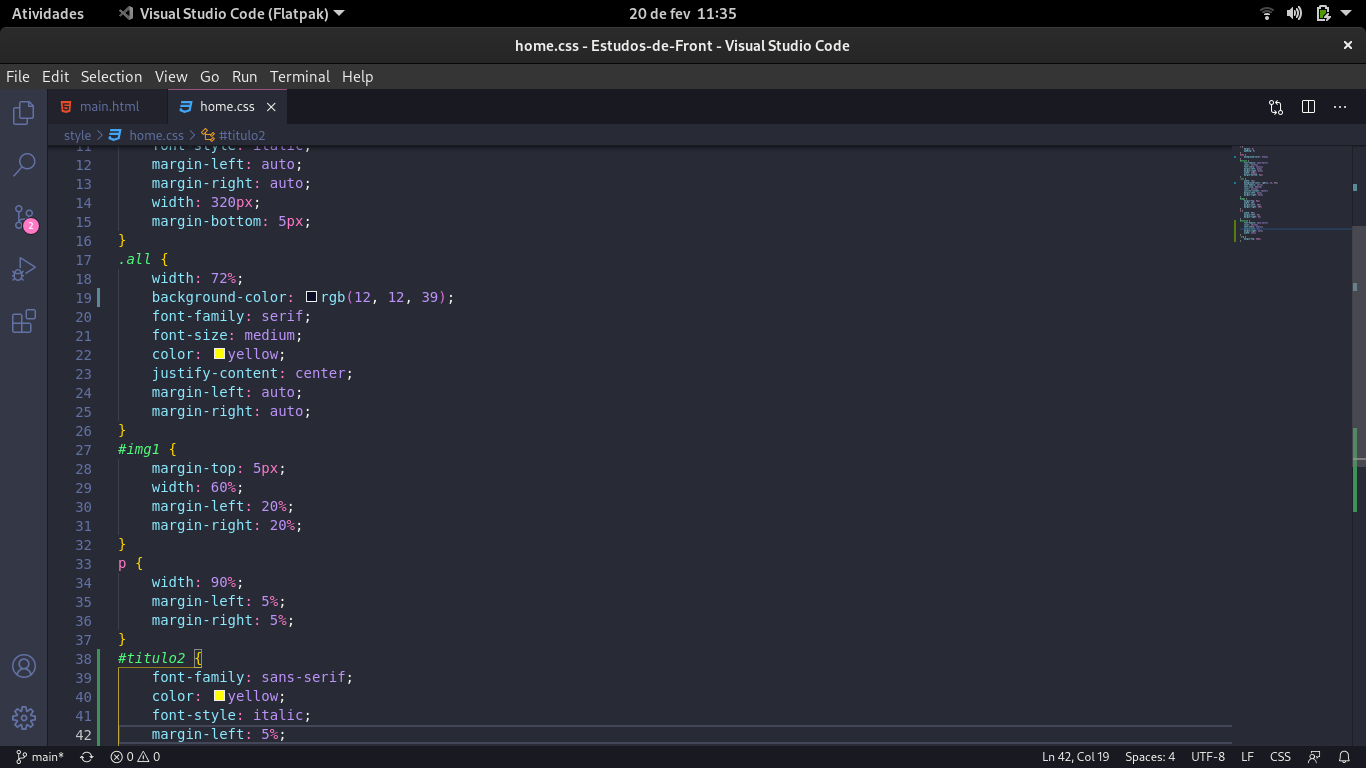 Atividades Visual Studio Code (Flatpak) 20 de fev 11:35
home.css - Estudos-de-Front - Visual Studio Code
File Edit Selection View Go Run Terminal Help
main.html home.css
style > home.css > #titulo2
11 font-style: italic;
12 margin-left: auto;
13 margin-right: auto;
14 width: 320px;
15 margin-bottom: 5px;
16 }
17 .all {
18 width: 72%;
19 background-color: rgb(12, 12, 39);
20 font-family: serif;
21 font-size: medium;
22 color: yellow;
23 justify-content: center;
24 margin-left: auto;
25 margin-right: auto;
26 }
27 #img1 {
28 margin-top: 5px;
29 width: 60%;
30 margin-left: 20%;
31 margin-right: 20%;
32 }
33 p {
34 width: 90%;
35 margin-left: 5%;
36 margin-right: 5%;
37 }
38 #titulo2 {
39 font-family: sans-serif;
40 color: yellow;
41 font-style: italic;
42 margin-left: 5%;
2
main* 0 0 Ln 42, Col 19 Spaces: 4 UTF-8 LF CSS